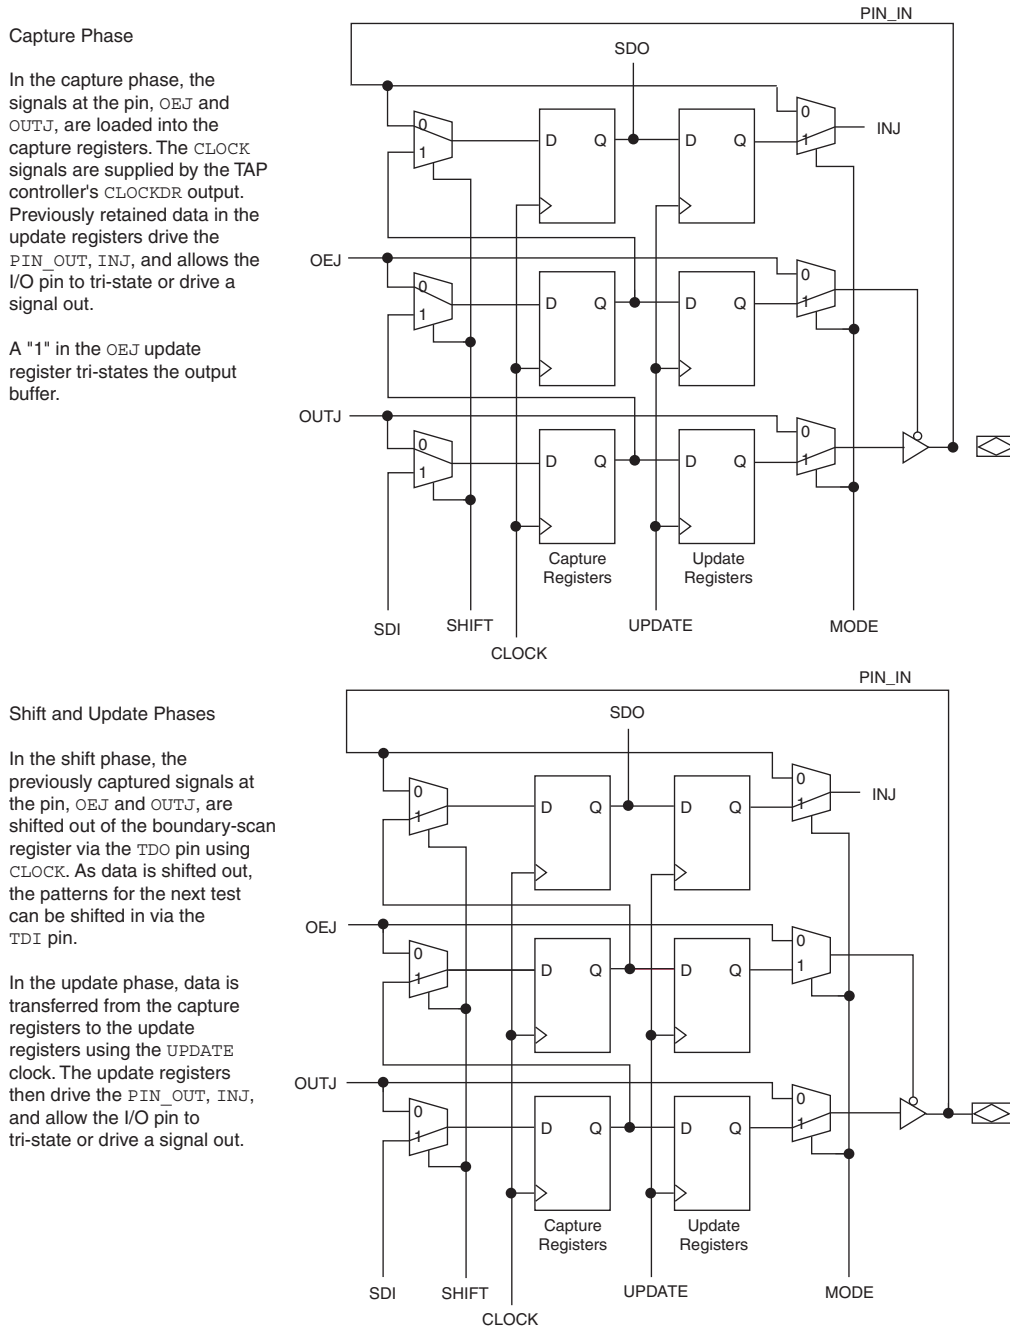 Capture Phase
In the capture phase, the
signals at the pin, OEJ and
OUTJ, are loaded into the
capture registers. The CLOCK
signals are supplied by the TAP
controller's CLOCKDR output.
Previously retained data in the
update registers drive the
PIN_OUT, INJ, and allows the
I/O pin to tri-state or drive a
signal out.
A "1" in the OEJ update
register tri-states the output
buffer.
PIN_IN
SDO
0
1
D Q
D Q
0
1
INJ
OEJ
0
1
D Q
D Q
0
1
OUTJ
0
1
D Q
D Q
0
1
Capture
Registers
Update
Registers
SDI
SHIFT
CLOCK
UPDATE
MODE
Shift and Update Phases
In the shift phase, the
previously captured signals at
the pin, OEJ and OUTJ, are
shifted out of the boundary-scan
register via the TDO pin using
CLOCK. As data is shifted out,
the patterns for the next test
can be shifted in via the
TDI pin.
In the update phase, data is
transferred from the capture
registers to the update
registers using the UPDATE
clock. The update registers
then drive the PIN_OUT, INJ,
and allow the I/O pin to
tri-state or drive a signal out.
PIN_IN
SDO
0
1
D Q
D Q
0
1
INJ
OEJ
0
1
D Q
D Q
0
1
OUTJ
0
1
D Q
D Q
0
1
Capture
Registers
Update
Registers
SDI
SHIFT
CLOCK
UPDATE
MODE